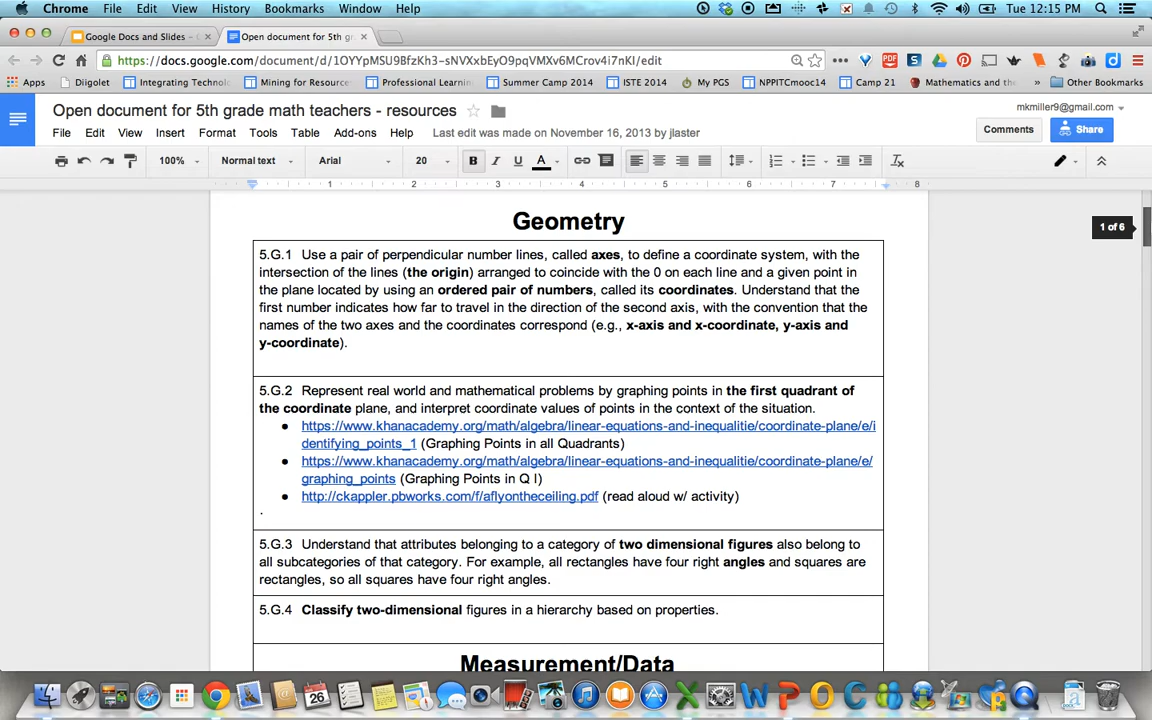 Chrome File Edit View History Bookmarks Window Help Tue 12:15 PM
Google Docs and Slides - Open document for 5th gr
https://docs.google.com/document/d/1OYYpMSU9BfzKh3-sNVXxbEyO9pqVMXv6MCrov4i7nKI/edit
Apps Diigolet Integrating Technolo Mining for Resource Professional Learning Summer Camp 2014 ISTE 2014 My PGS NPPITCmooc14 Camp 21 Mathematics and the » Other Bookmarks
Open document for 5th grade math teachers - resources
mkmiller9@gmail.com
File Edit View Insert Format Tools Table Add-ons Help Last edit was made on November 16, 2013 by jlaster
Comments Share
100% Normal text Arial 20 B I U A
1 2 3 4 5 6 7 8
1 of 6
Geometry
5.G.1 Use a pair of perpendicular number lines, called axes, to define a coordinate system, with the
intersection of the lines (the origin) arranged to coincide with the 0 on each line and a given point in
the plane located by using an ordered pair of numbers, called its coordinates. Understand that the
first number indicates how far to travel in the direction of the second axis, with the convention that the
names of the two axes and the coordinates correspond (e.g., x-axis and x-coordinate, y-axis and
y-coordinate).
5.G.2 Represent real world and mathematical problems by graphing points in the first quadrant of
the coordinate plane, and interpret coordinate values of points in the context of the situation.
● https://www.khanacademy.org/math/algebra/linear-equations-and-inequalitie/coordinate-plane/e/i
dentifying_points_1 (Graphing Points in all Quadrants)
● https://www.khanacademy.org/math/algebra/linear-equations-and-inequalitie/coordinate-plane/e/
graphing_points (Graphing Points in Q I)
● http://ckappler.pbworks.com/f/aflyontheceiling.pdf (read aloud w/ activity)
.
5.G.3 Understand that attributes belonging to a category of two dimensional figures also belong to
all subcategories of that category. For example, all rectangles have four right angles and squares are
rectangles, so all squares have four right angles.
5.G.4 Classify two-dimensional figures in a hierarchy based on properties.
Measurement/Data